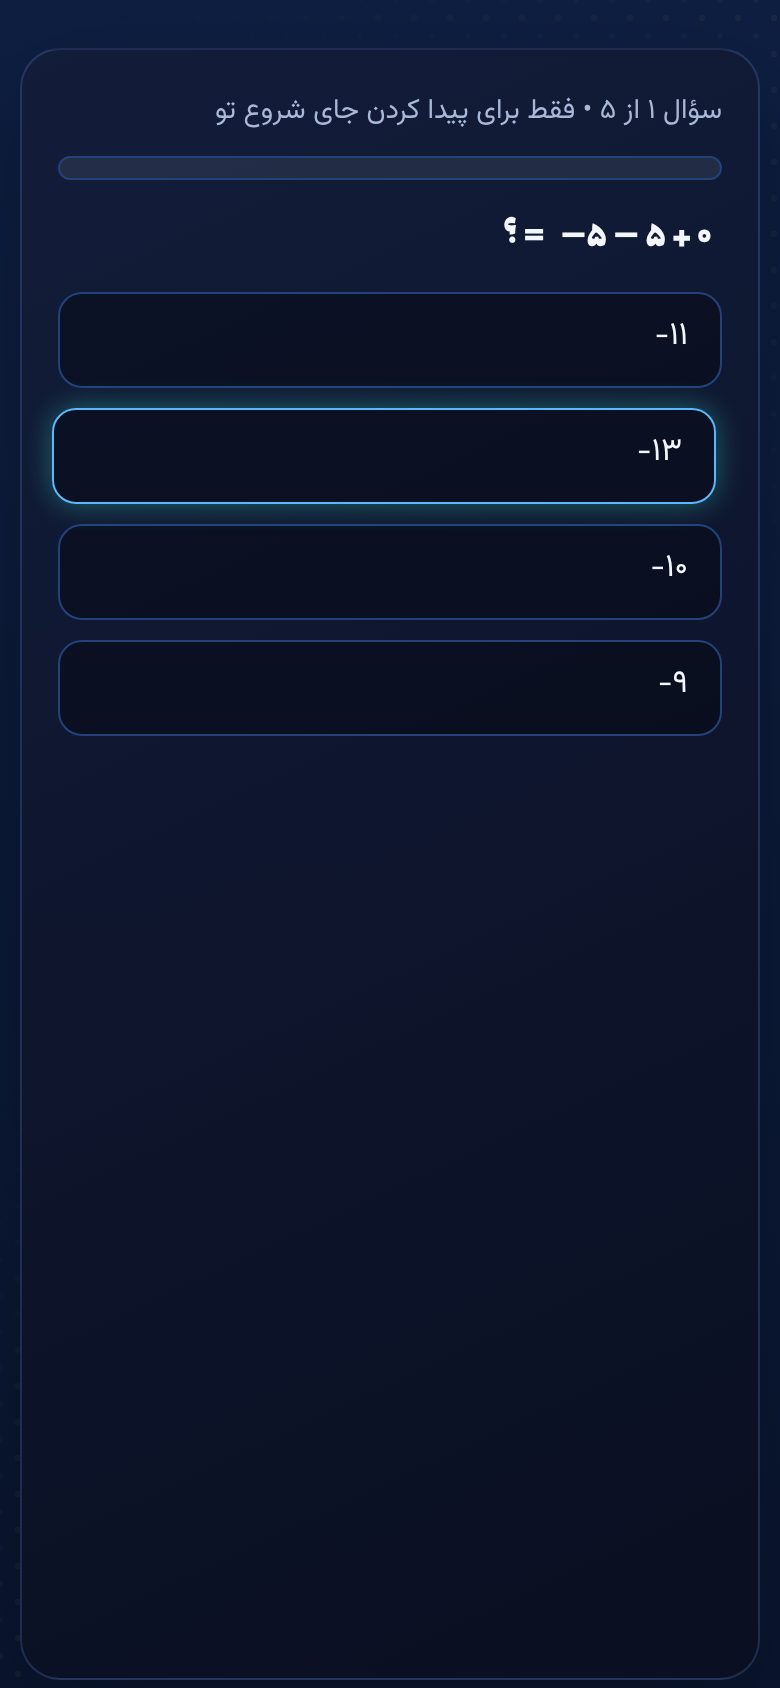 سؤال ۱ از ۵ • فقط برای پیدا کردن جای شروع تو
−۵ − ۵ + ۰ = ؟
-۱۱
-۱۳
-۱۰
-۹